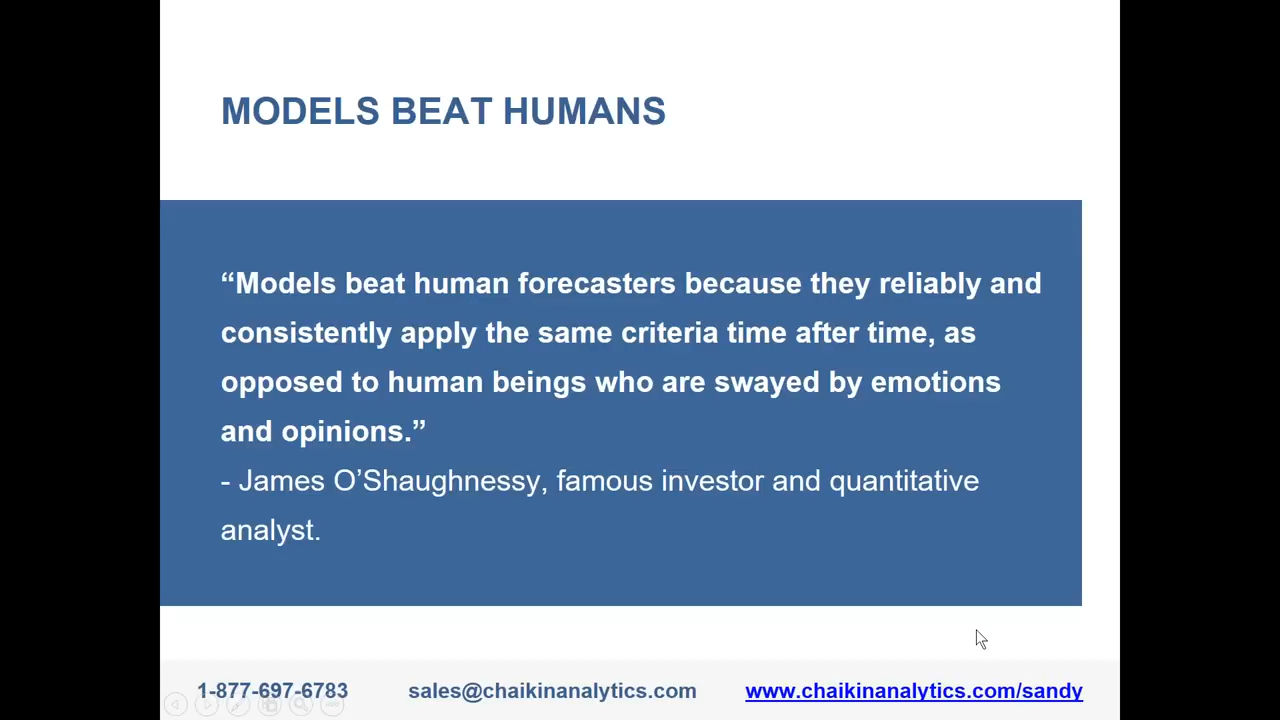 MODELS BEAT HUMANS
“Models beat human forecasters because they reliably and
consistently apply the same criteria time after time, as
opposed to human beings who are swayed by emotions
and opinions.”
- James O’Shaughnessy, famous investor and quantitative
analyst.
1-877-697-6783 sales@chaikinanalytics.com www.chaikinanalytics.com/sandy